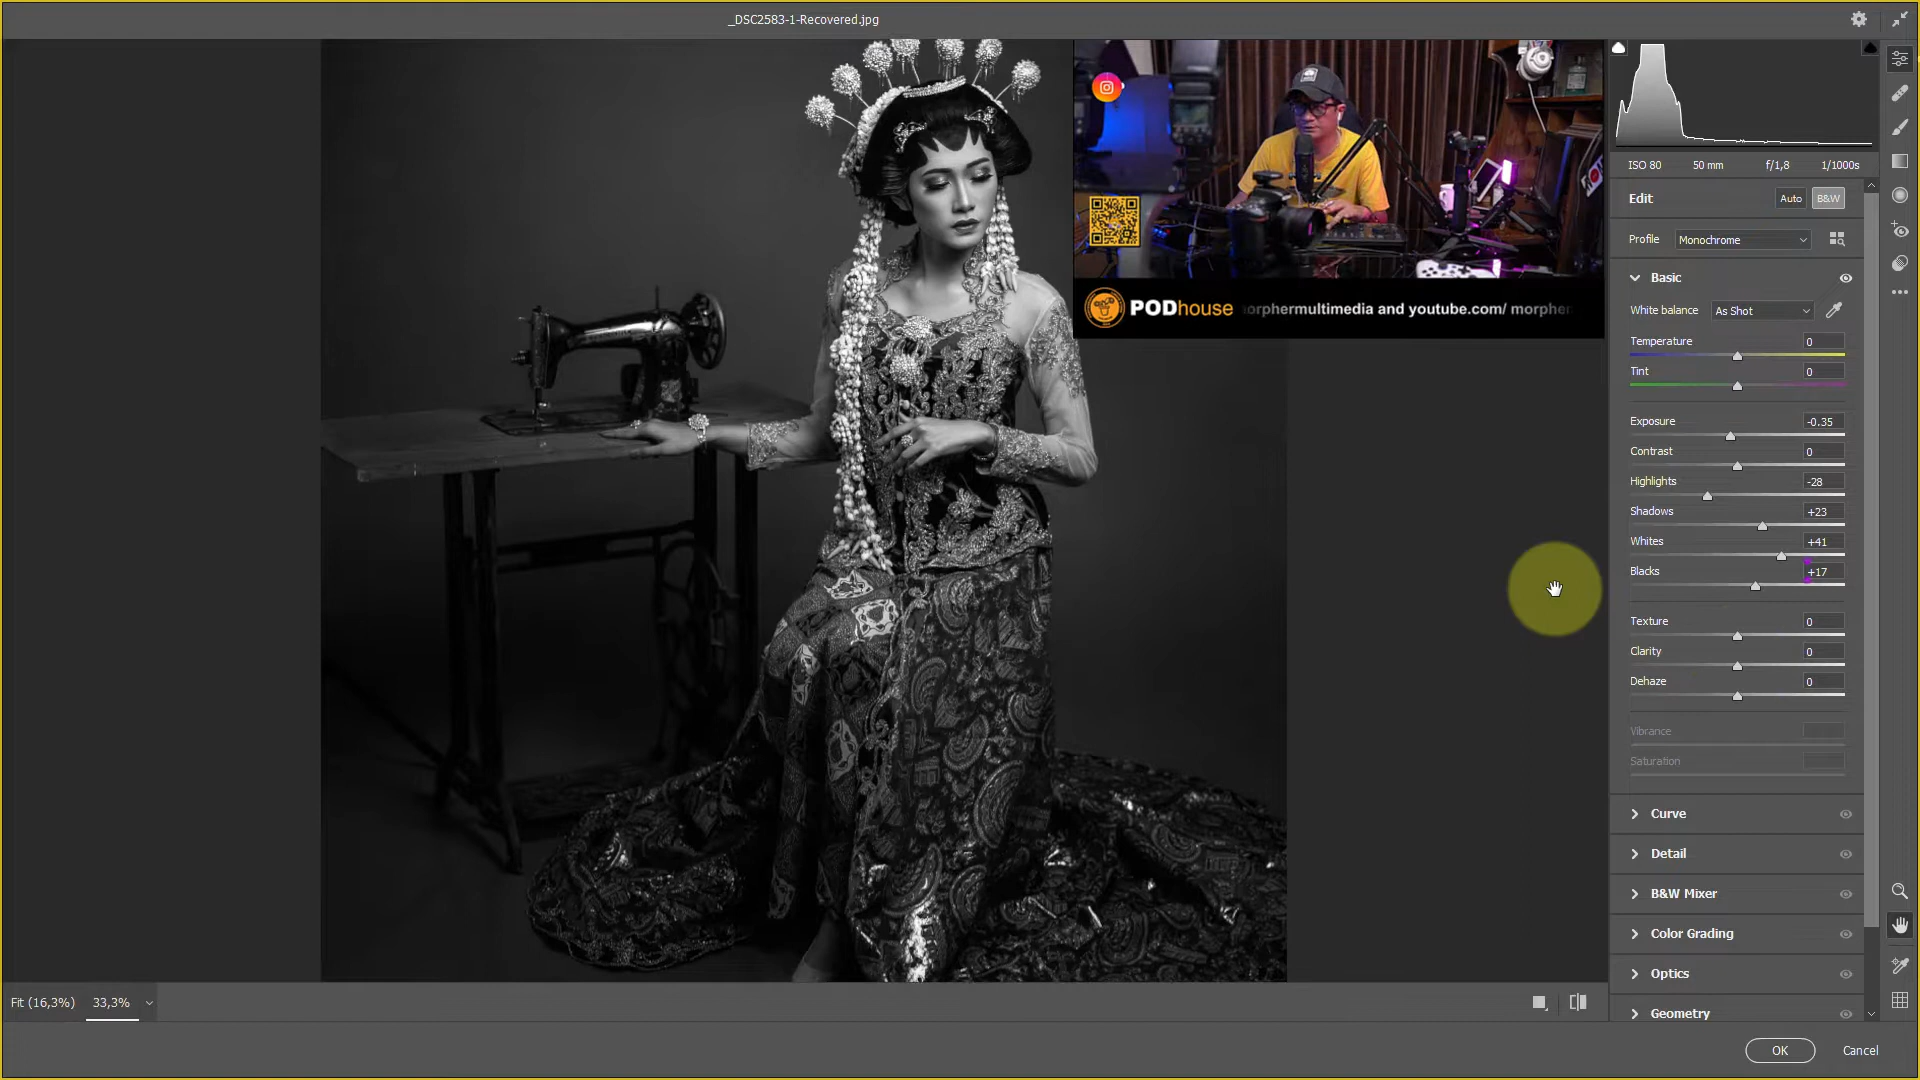 _DSC2583-1-Recovered.jpg
PODhouse
morphermultimedia and youtube.com/ morpher
ISO 80 50 mm f/1,8 1/1000s
Edit Auto B&W
Profile Monochrome
Basic
White balance As Shot
Temperature 0
Tint 0
Exposure -0.35
Contrast 0
Highlights -28
Shadows +23
Whites +41
Blacks +17
Texture 0
Clarity 0
Dehaze 0
Vibrance
Saturation
Curve
Detail
B&W Mixer
Color Grading
Optics
Geometry
Fit (16,3%) 33,3%
OK Cancel